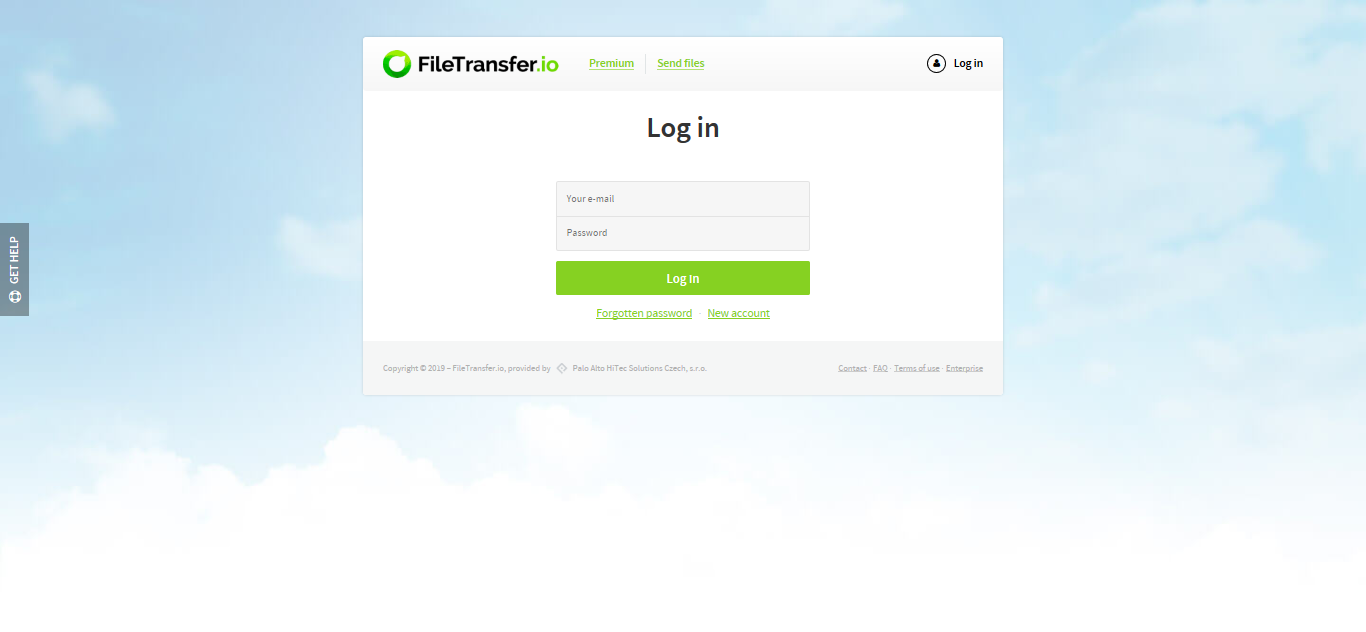 FileTransfer.io
Premium
Send files
Log in
Log in
Your e-mail
Password
Log in
Forgotten password · New account
GET HELP
Copyright © 2019 – FileTransfer.io, provided by Palo Alto HiTec Solutions Czech, s.r.o.
Contact · FAQ · Terms of use · Enterprise